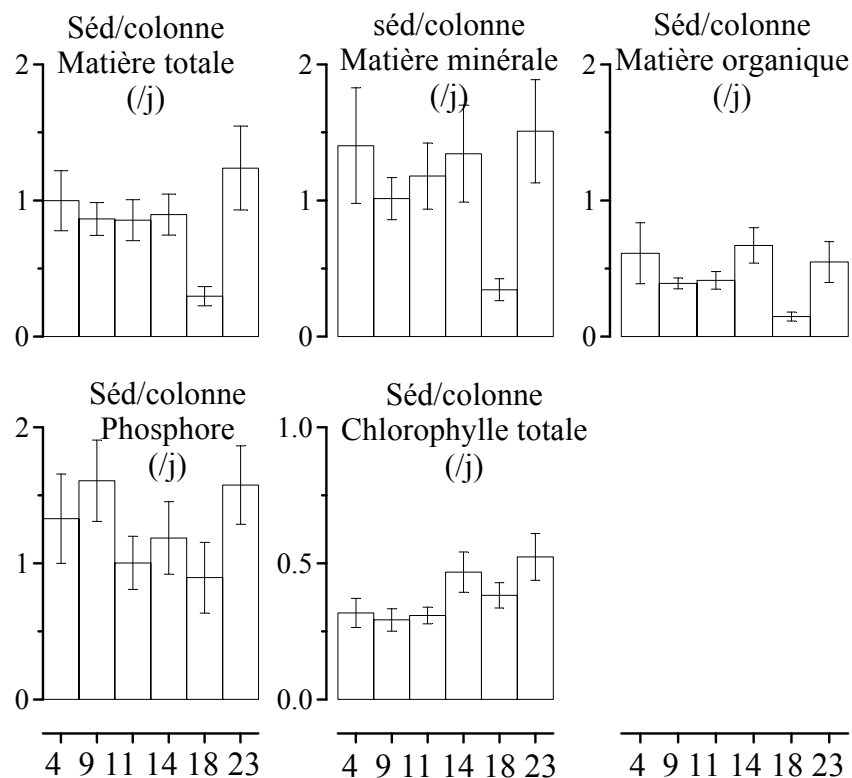 Séd/colonne
Matière totale
(/j)
séd/colonne
Matière minérale
(/j)
Séd/colonne
Matière organique
(/j)
2
1
0
2
1
0
2
1
0
Séd/colonne
Phosphore
(/j)
Séd/colonne
Chlorophylle totale
(/j)
2
1
0
1.0
0.5
0.0
4 9 11 14 18 23
4 9 11 14 18 23
4 9 11 14 18 23